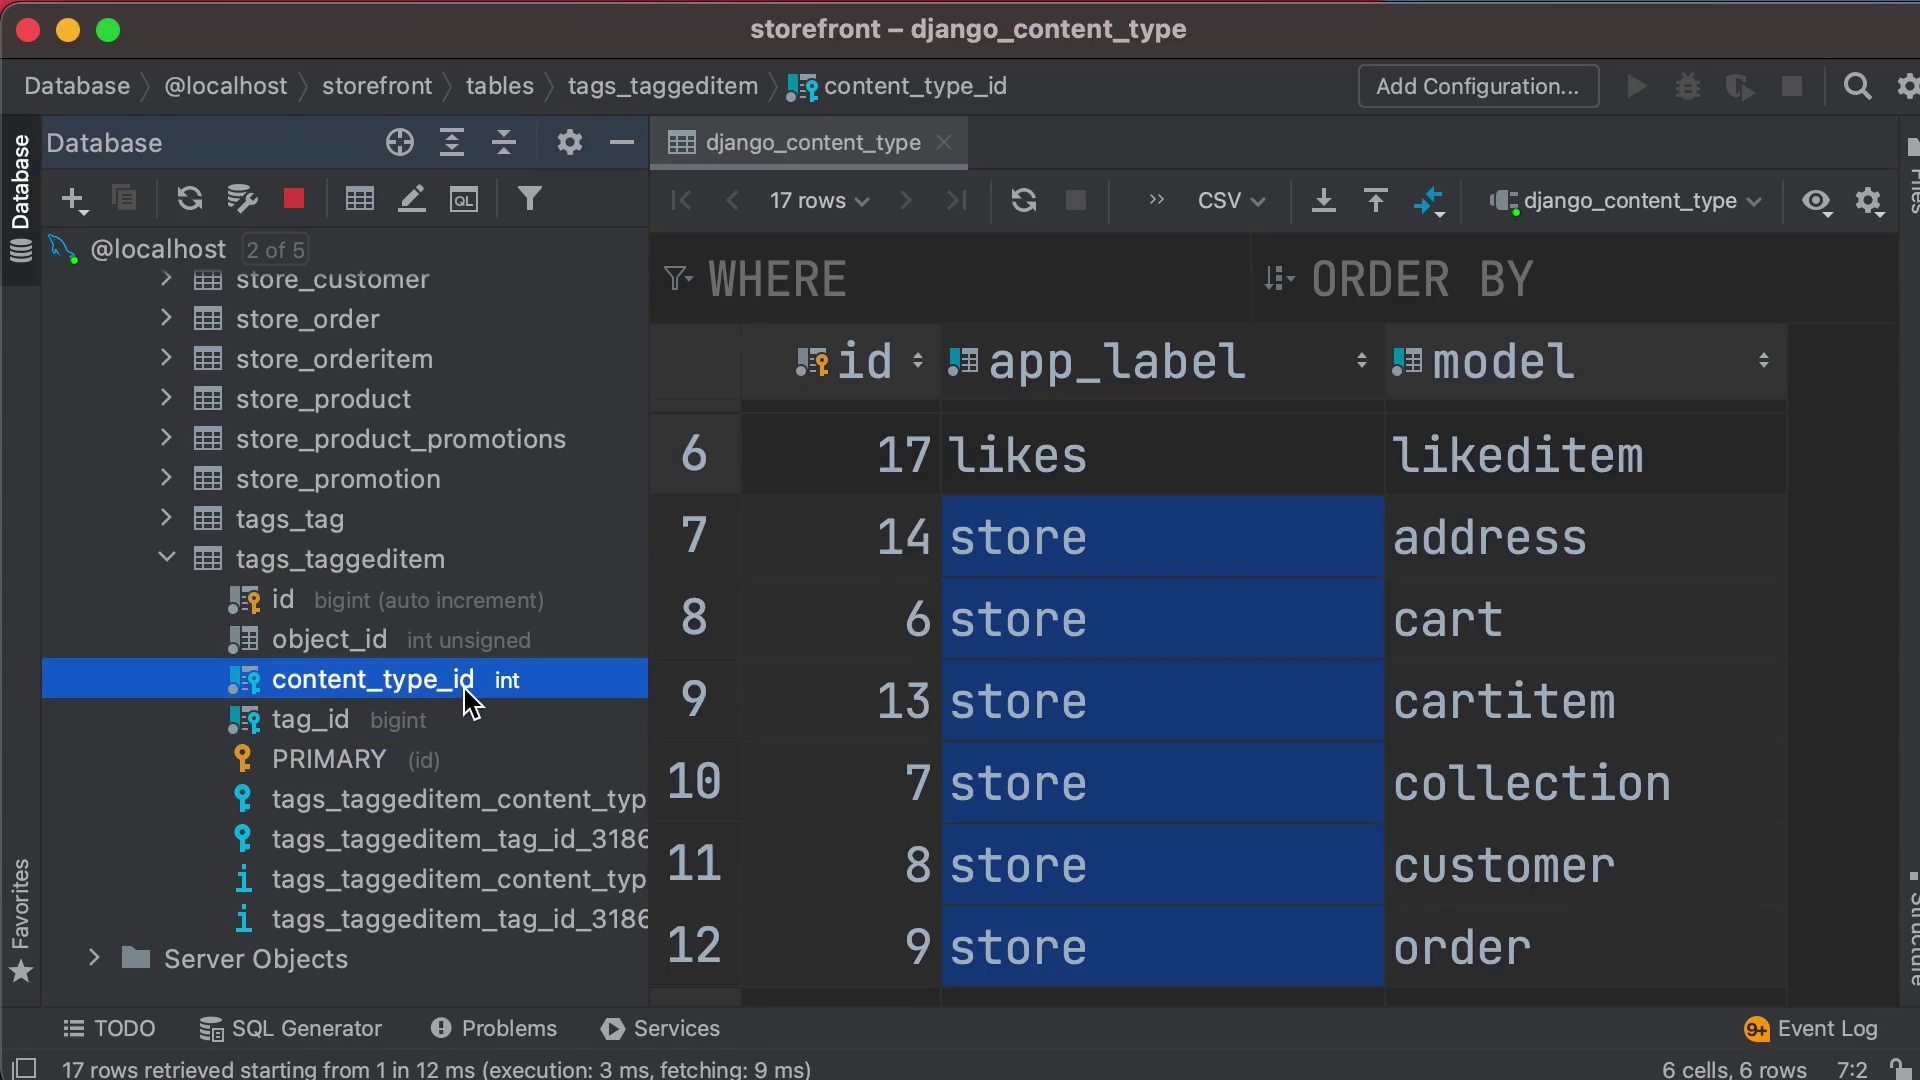 storefront – django_content_type
Database
@localhost
storefront
tables
tags_taggeditem
content_type_id
Add Configuration...
Database
Database
django_content_type
Files
17 rows
CSV
django_content_type
QL
@localhost 2 of 5
WHERE
ORDER BY
store_customer
store_order
store_orderitem
store_product
store_product_promotions
store_promotion
tags_tag
tags_taggeditem
id bigint (auto increment)
object_id int unsigned
content_type_id int
tag_id bigint
PRIMARY (id)
tags_taggeditem_content_typ
tags_taggeditem_tag_id_3186
tags_taggeditem_content_typ
tags_taggeditem_tag_id_3186
Server Objects
id app_label model
6 17 likes likeditem
7 14 store address
8 6 store cart
9 13 store cartitem
10 7 store collection
11 8 store customer
12 9 store order
Favorites
Structure
TODO
SQL Generator
Problems
Services
9+ Event Log
17 rows retrieved starting from 1 in 12 ms (execution: 3 ms, fetching: 9 ms)
6 cells, 6 rows
7:2